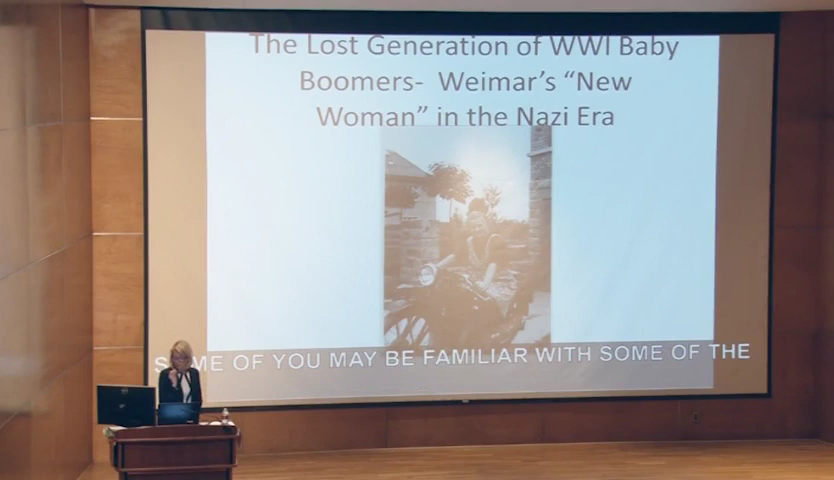 The Lost Generation of WWI Baby
Boomers- Weimar's "New
Woman" in the Nazi Era
SOME OF YOU MAY BE FAMILIAR WITH SOME OF THE